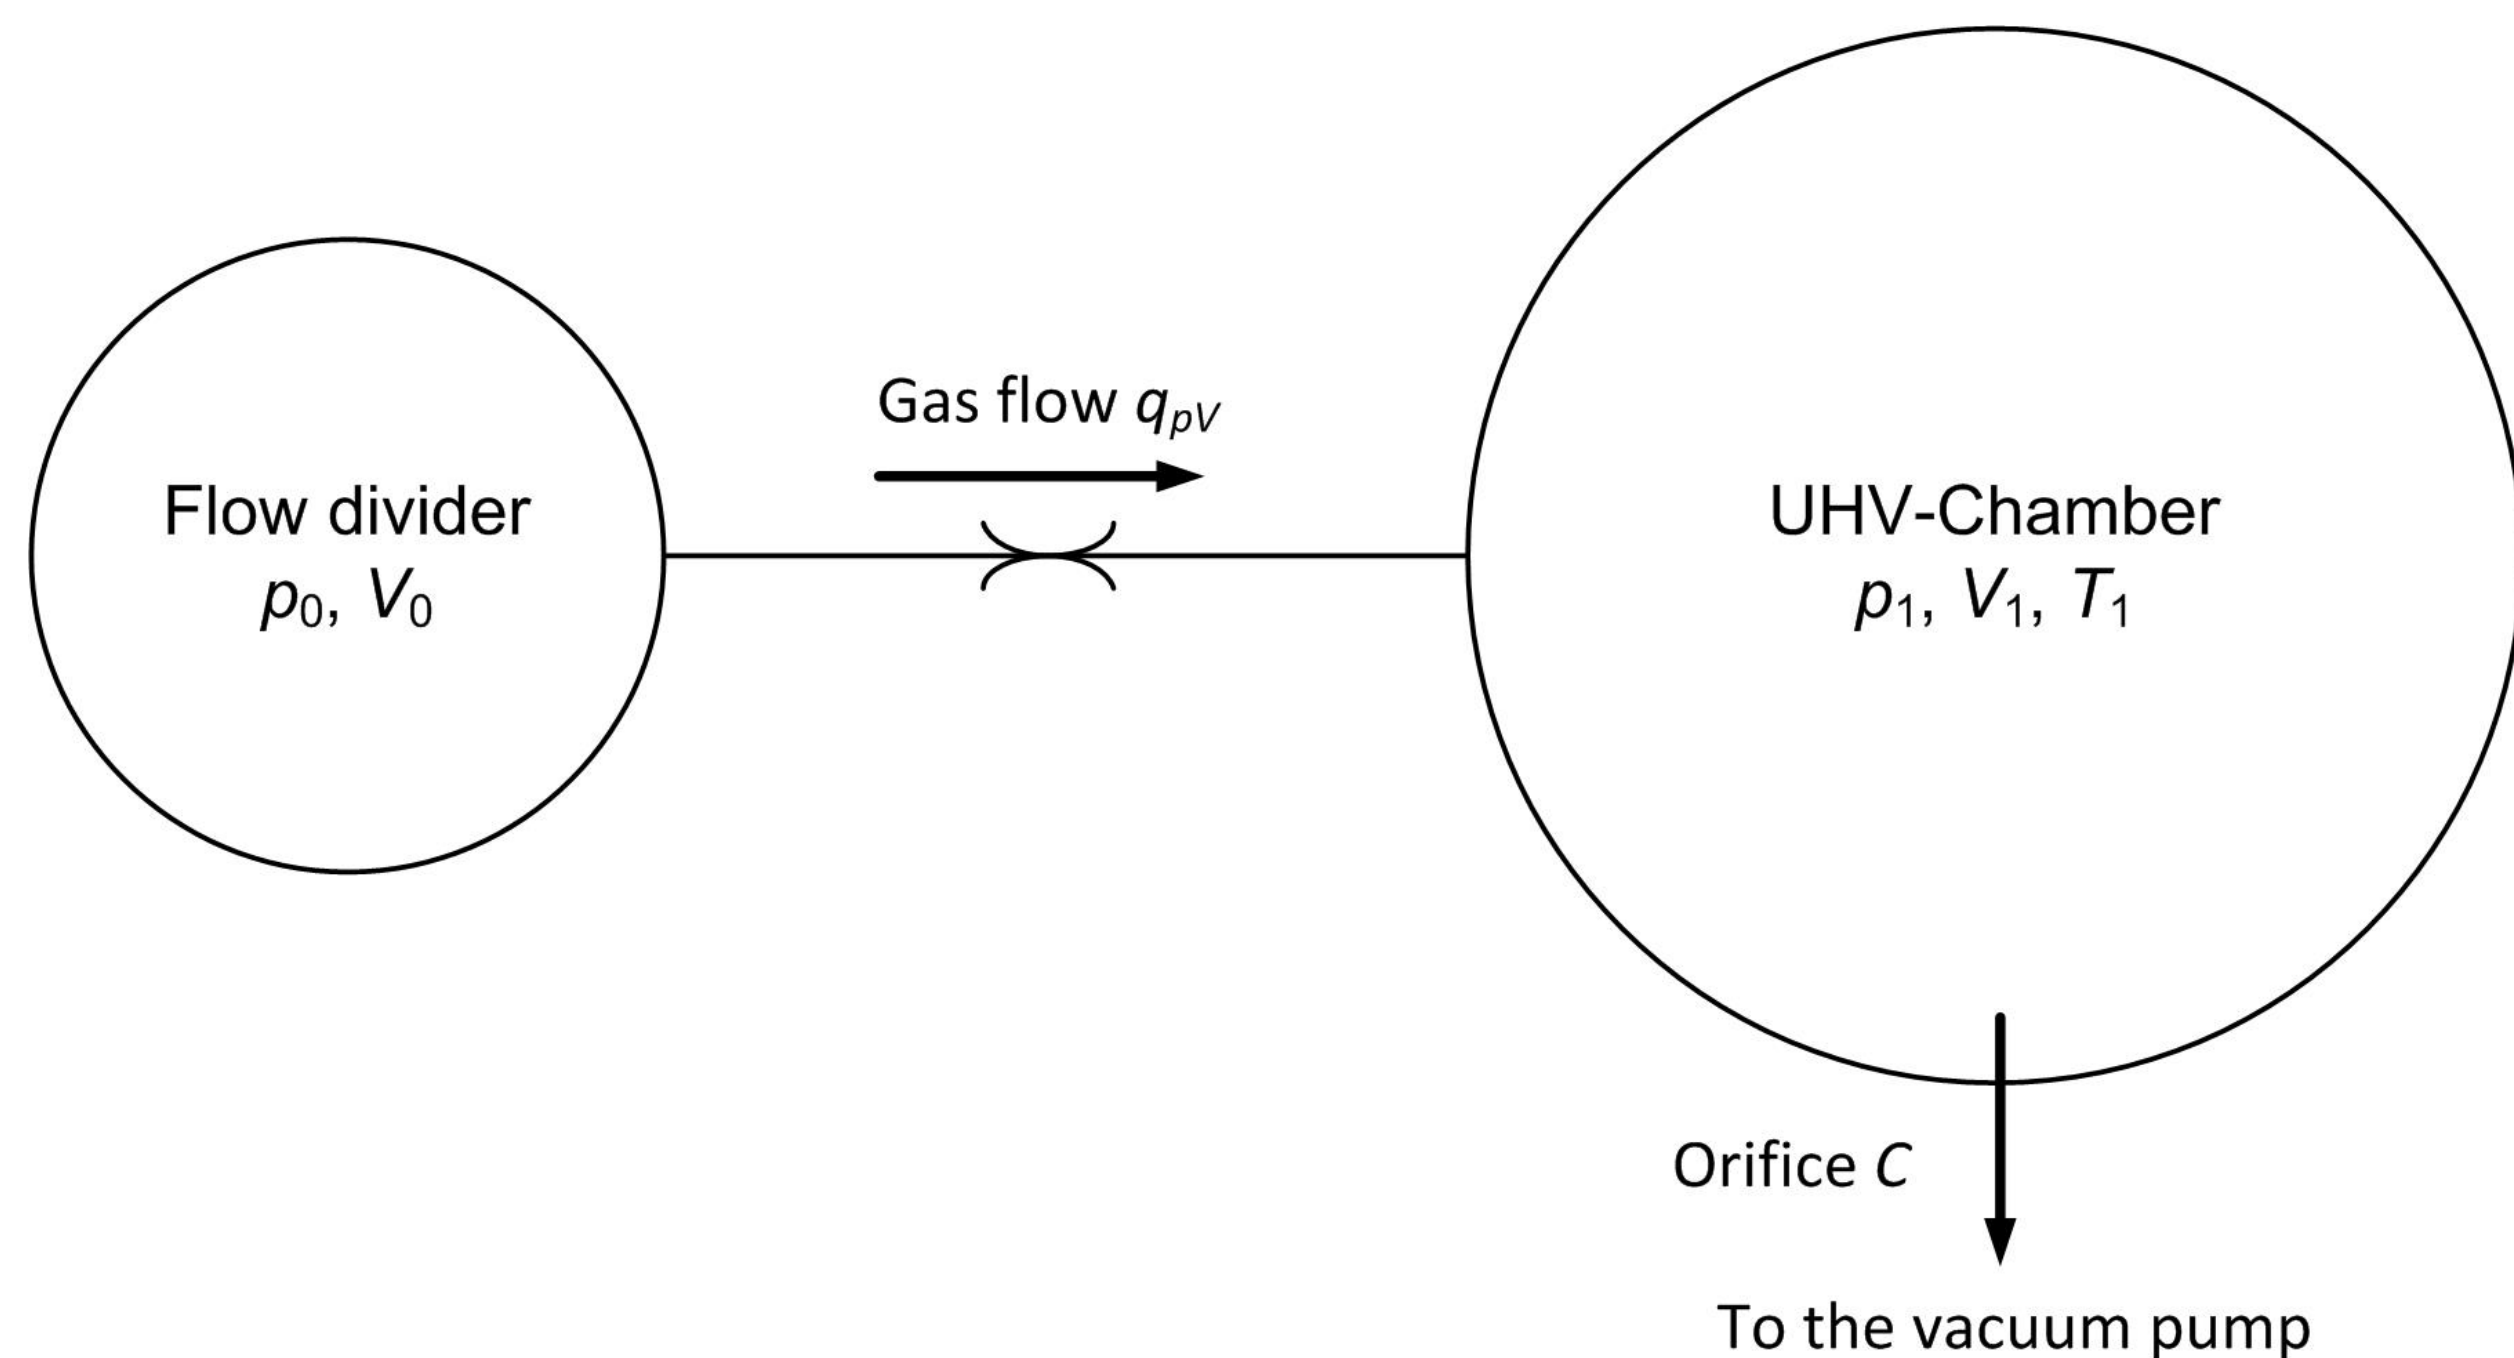 Gas flow qpV
Flow divider
p0, V0
UHV-Chamber
p1, V1, T1
Orifice C
To the vacuum pump